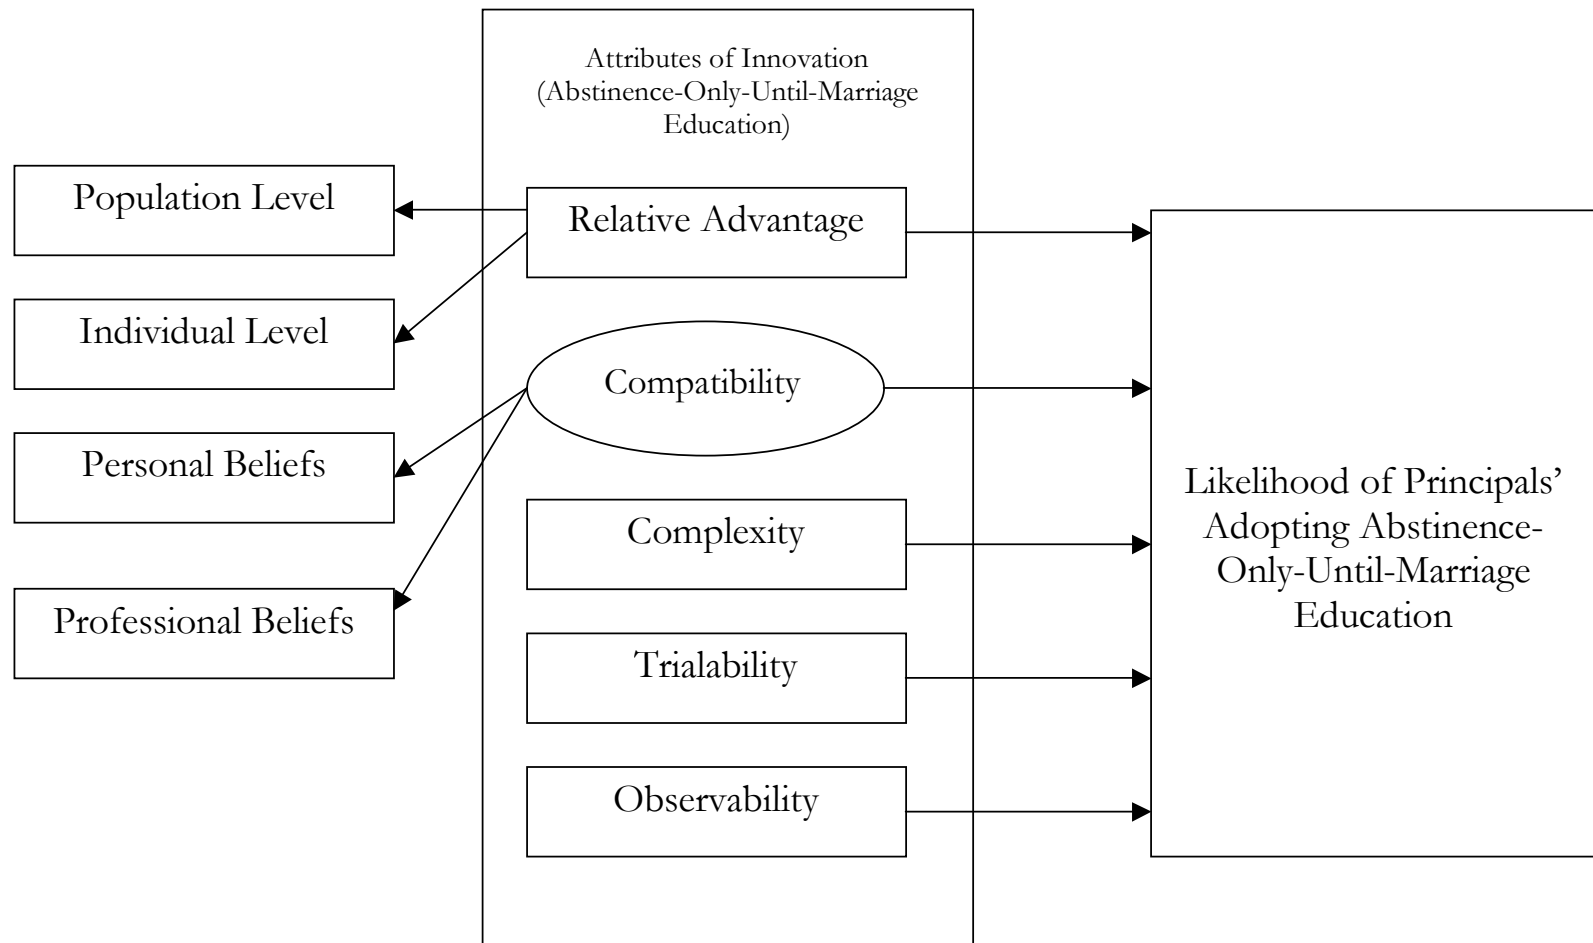 Attributes of Innovation
(Abstinence-Only-Until-Marriage
Education)
Population Level
Individual Level
Personal Beliefs
Professional Beliefs
Relative Advantage
Compatibility
Complexity
Trialability
Observability
Likelihood of Principals’
Adopting Abstinence-
Only-Until-Marriage
Education